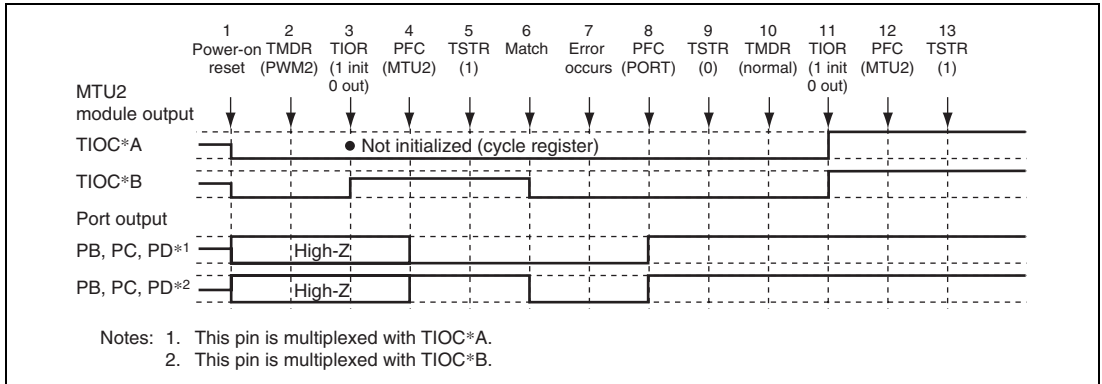 1 2 3 4 5 6 7 8 9 10 11 12 13
Power-on TMDR TIOR PFC TSTR Match Error PFC TSTR TMDR TIOR PFC TSTR
reset (PWM2) (1 init (MTU2) (1) occurs (PORT) (0) (normal) (1 init (MTU2) (1)
0 out) 0 out)
MTU2
module output
TIOC*A
● Not initialized (cycle register)
TIOC*B
Port output
PB, PC, PD*1 High-Z
PB, PC, PD*2 High-Z
Notes: 1. This pin is multiplexed with TIOC*A.
2. This pin is multiplexed with TIOC*B.